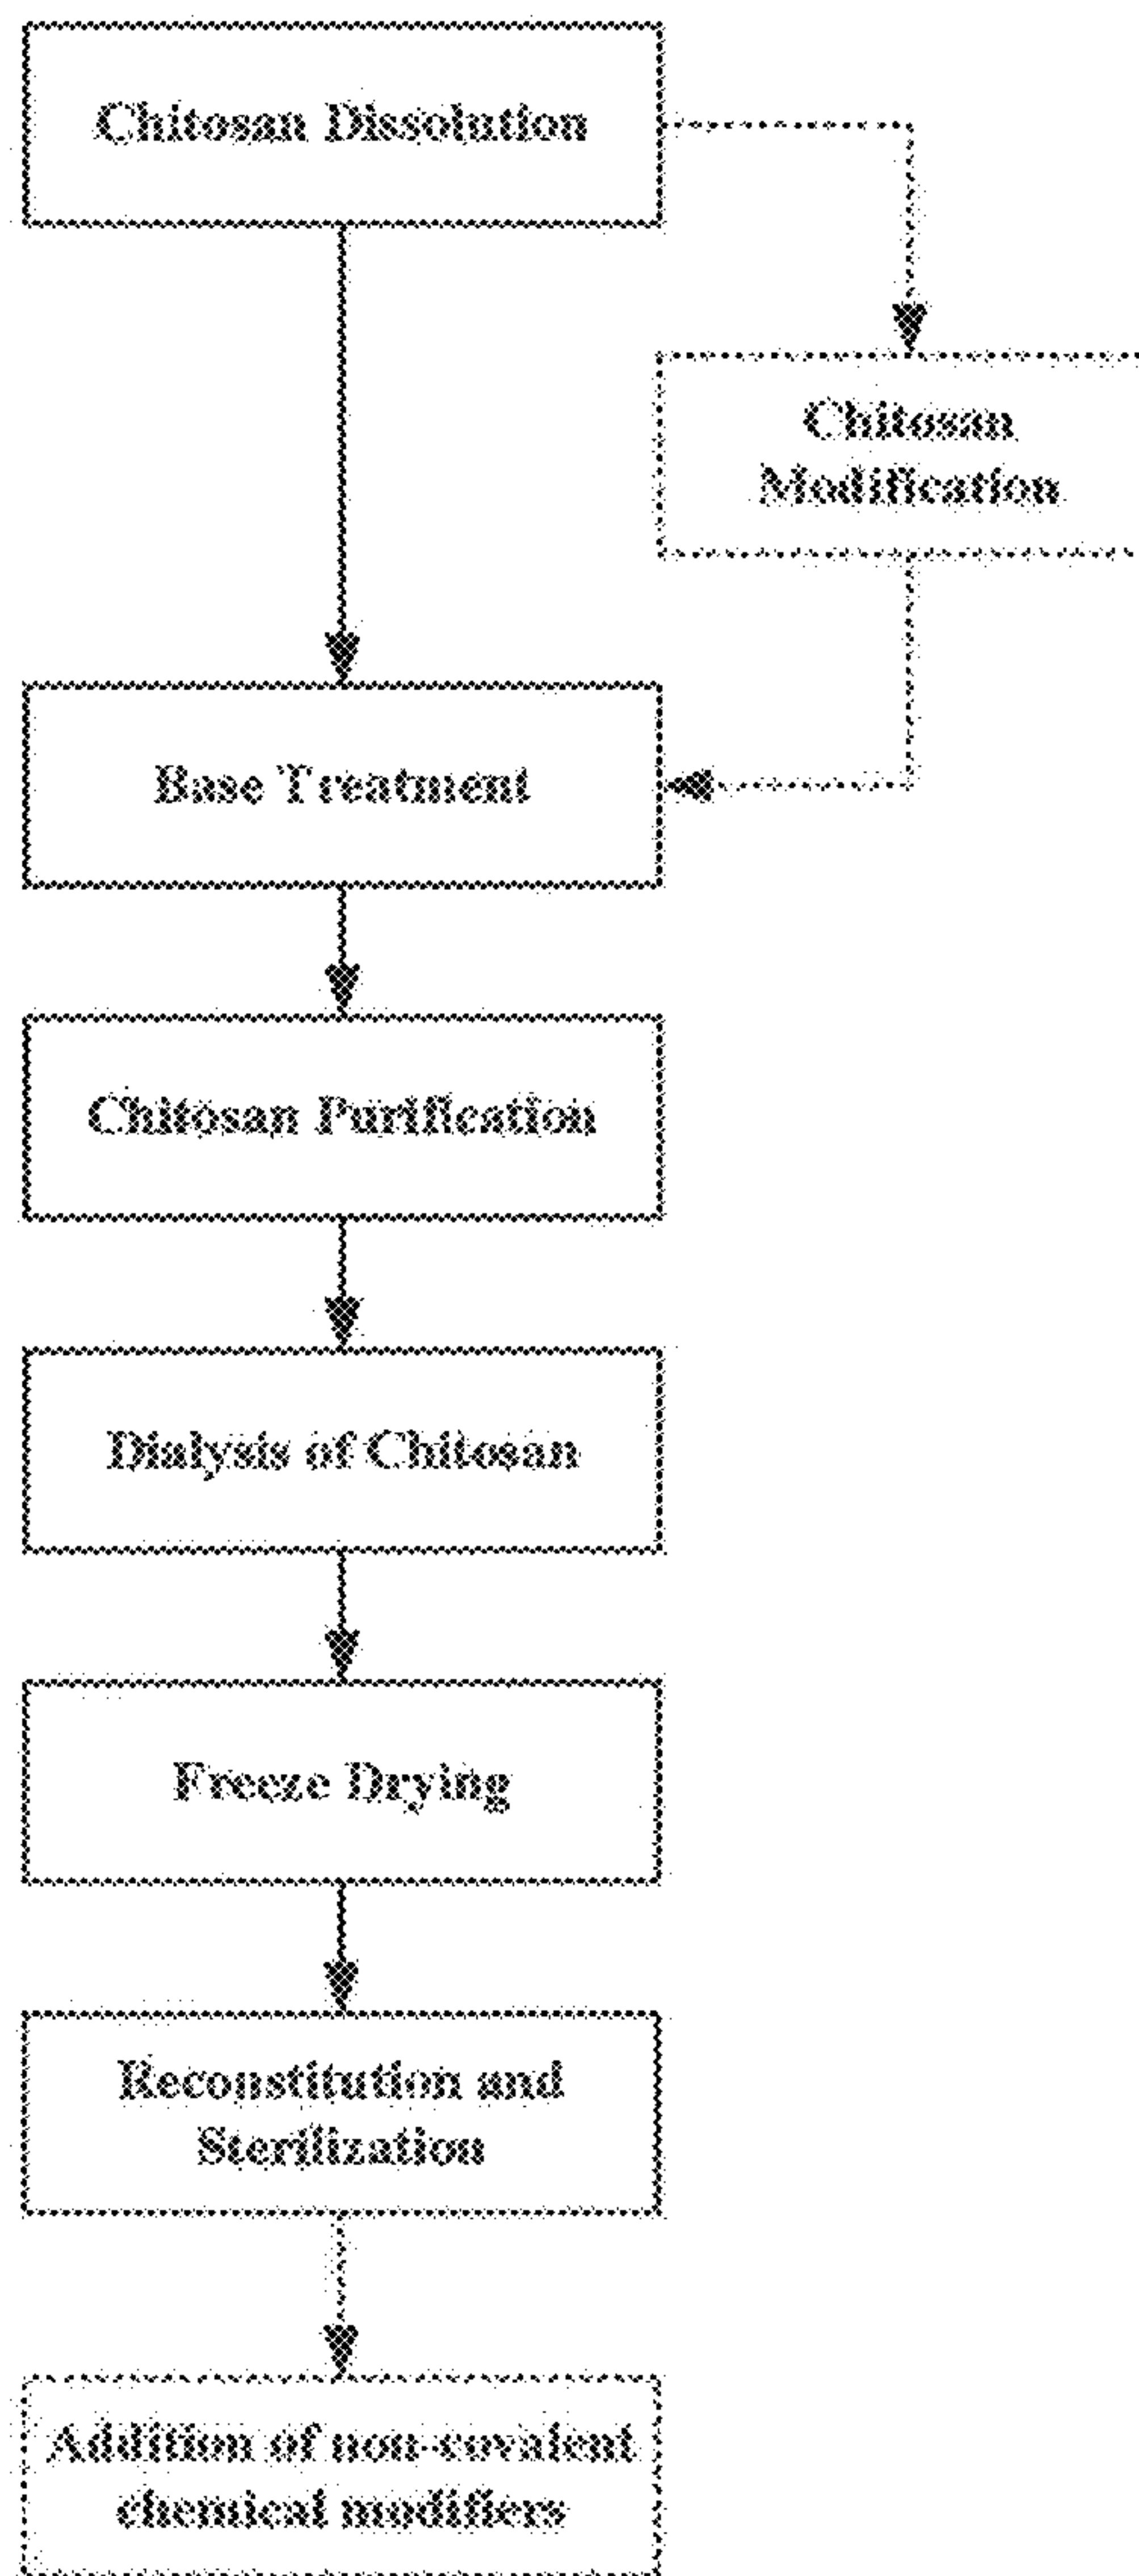 Chitosan Dissolution
Chitosan
Modification
Base Treatment
Chitosan Purification
Dialysis of Chitosan
Freeze Drying
Reconstitution and
Sterilization
Addition of non-covalent
chemical modifiers